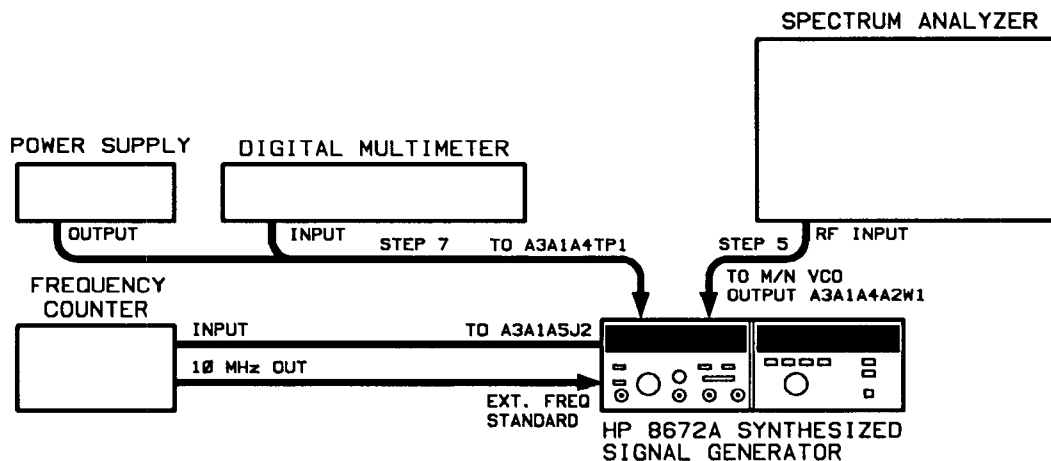 SPECTRUM ANALYZER
POWER SUPPLY
DIGITAL MULTIMETER
OUTPUT
INPUT
STEP 7
TO A3A1A4TP1
STEP 5
RF INPUT
TO M/N VCO
OUTPUT A3A1A4A2W1
FREQUENCY
COUNTER
INPUT
TO A3A1A5J2
10 MHz OUT
EXT. FREQ
STANDARD
HP 8672A SYNTHESIZED
SIGNAL GENERATOR